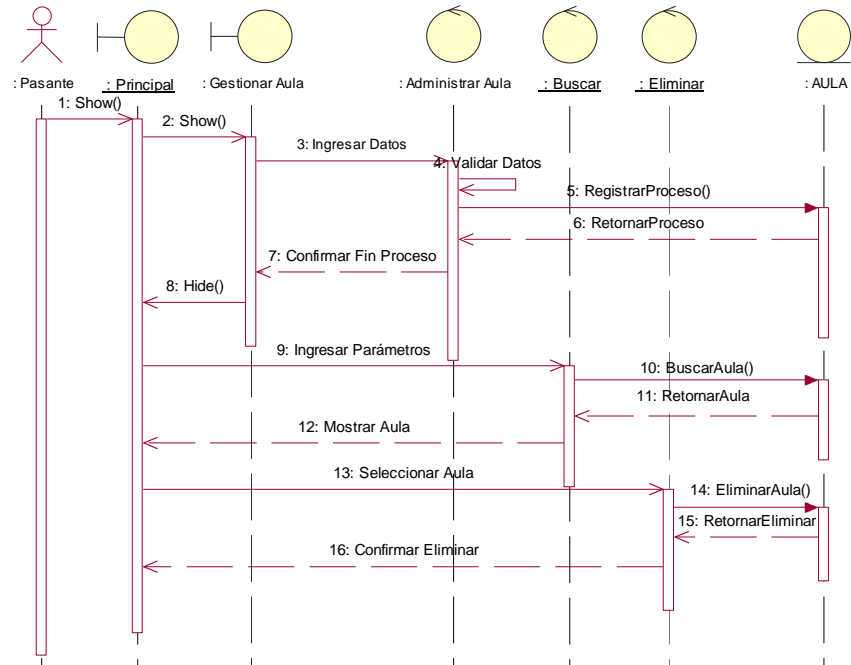 : Pasante
: Principal
: Gestionar Aula
: Administrar Aula
: Buscar
: Eliminar
: AULA
1: Show()
2: Show()
3: Ingresar Datos
4: Validar Datos
5: RegistrarProceso()
6: RetornarProceso
7: Confirmar Fin Proceso
8: Hide()
9: Ingresar Parámetros
10: BuscarAula()
11: RetornarAula
12: Mostrar Aula
13: Seleccionar Aula
14: EliminarAula()
15: RetornarEliminar
16: Confirmar Eliminar